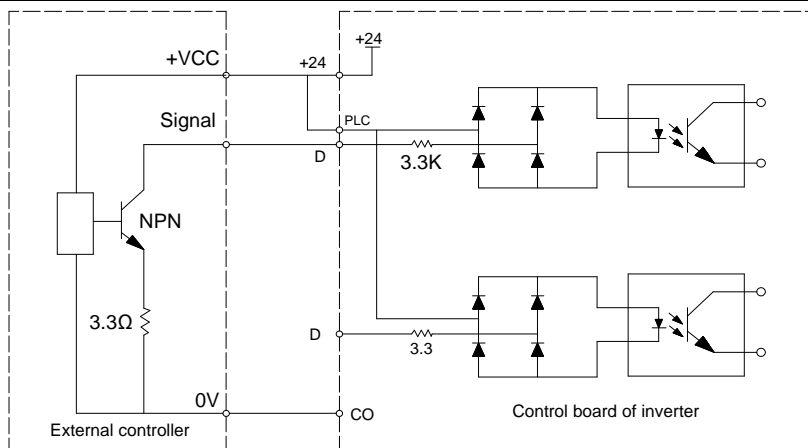 +24
+VCC
+24
PLC
Signal
D
3.3K
NPN
3.3Ω
D
3.3
0V
CO
Control board of inverter
External controller